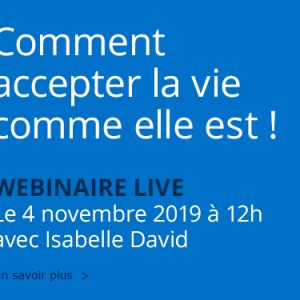 Comment
accepter la vie
comme elle est !
WEBINAIRE LIVE
Le 4 novembre 2019 à 12h
avec Isabelle David
En savoir plus >